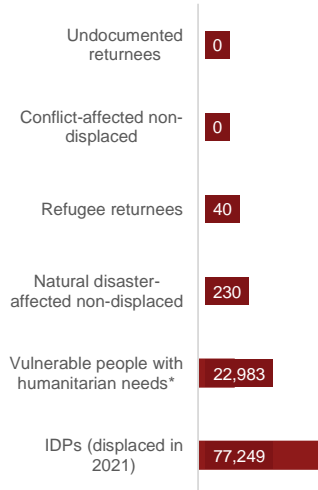 Undocumented
returnees
0
Conflict-affected non-
displaced
0
Refugee returnees
40
Natural disaster-
affected non-displaced
230
Vulnerable people with
humanitarian needs*
22,983
IDPs (displaced in
2021)
77,249